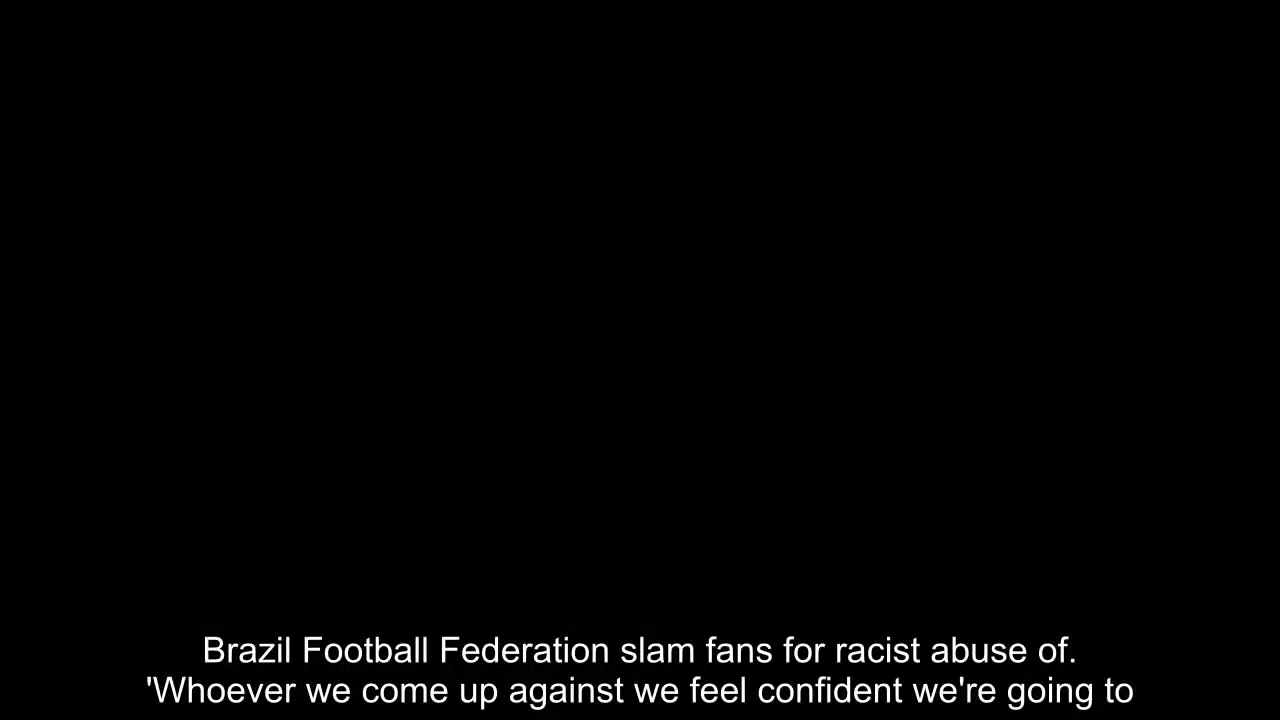 Brazil Football Federation slam fans for racist abuse of.
'Whoever we come up against we feel confident we're going to